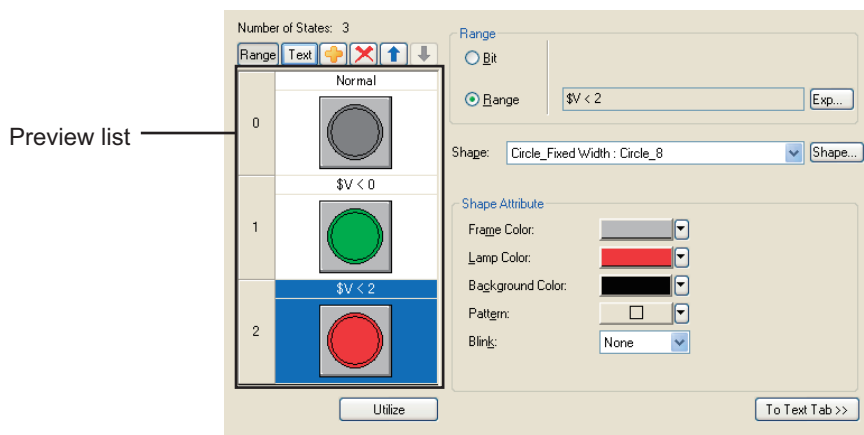 Number of States: 3
Range Text
Preview list
Normal
0
$V < 0
1
$V < 2
2
Utilize
Range
Bit
Range $V < 2 Exp...
Shape: Circle_Fixed Width : Circle_8 Shape...
Shape Attribute
Frame Color:
Lamp Color:
Background Color:
Pattern:
Blink: None
To Text Tab >>